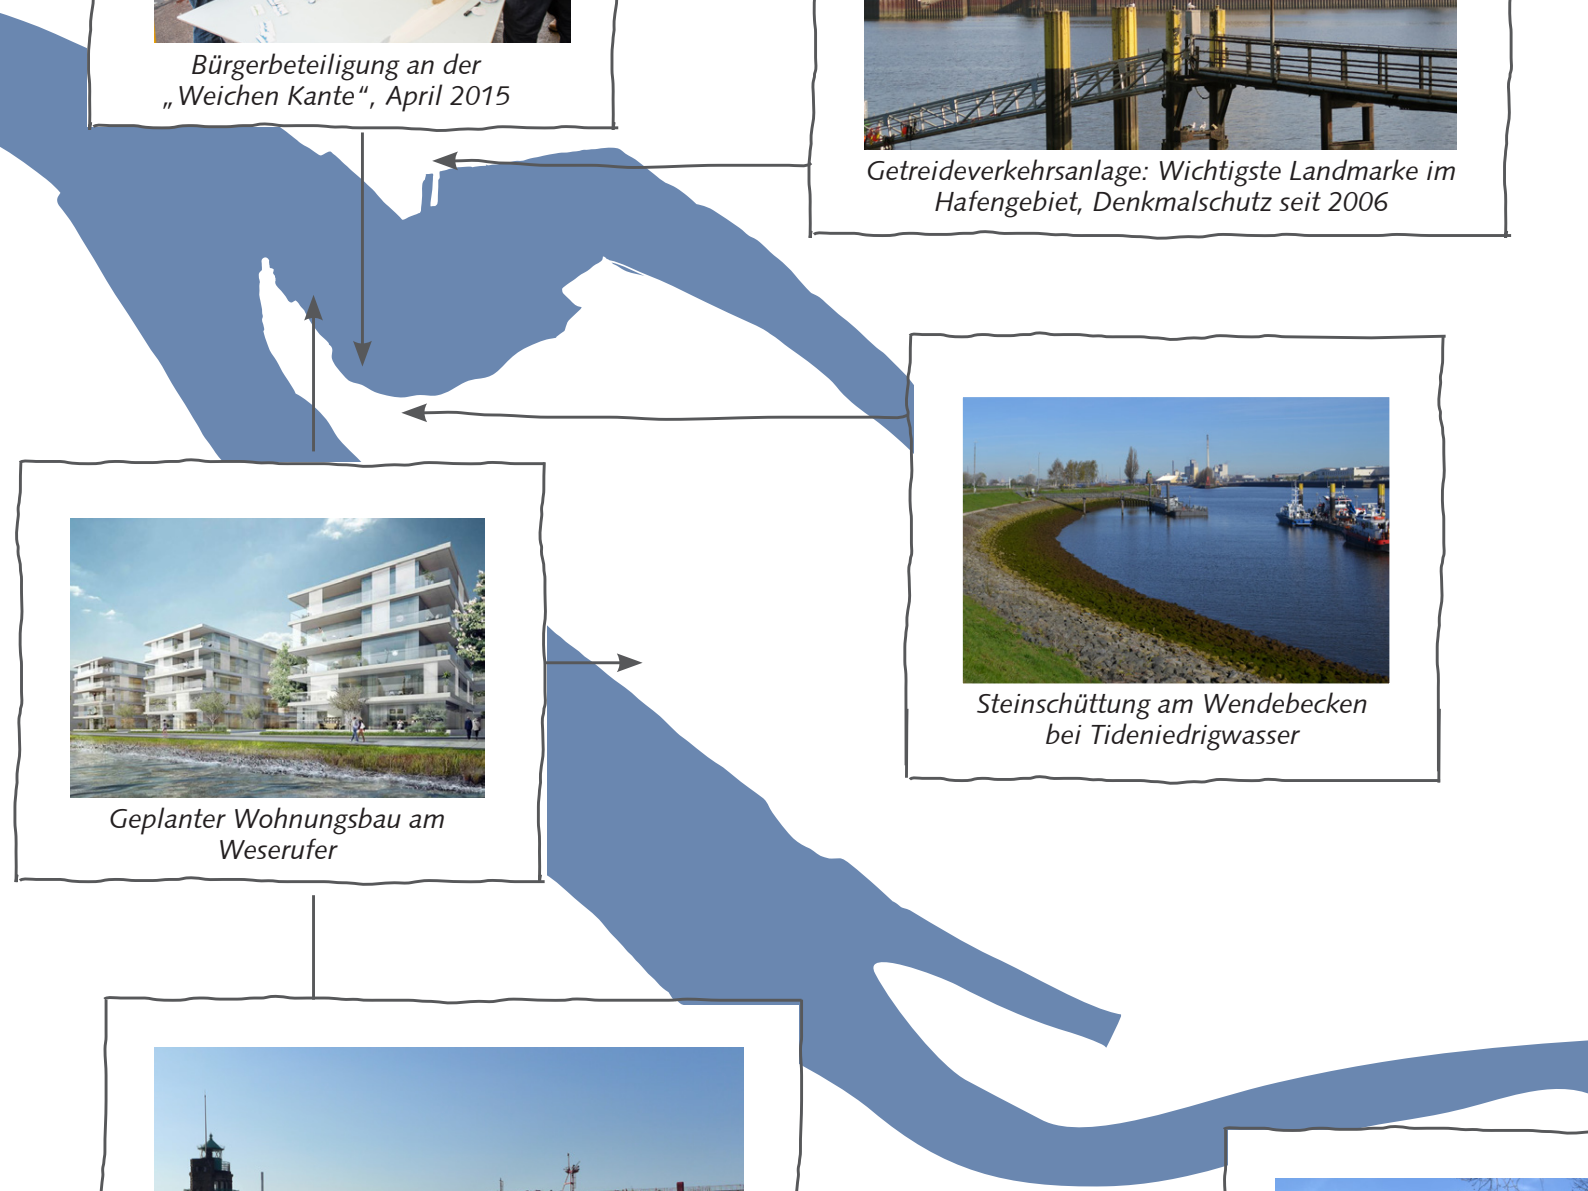 Bürgerbeteiligung an der
„Weichen Kante“, April 2015
Getreideverkehrsanlage: Wichtigste Landmarke im
Hafengebiet, Denkmalschutz seit 2006
Steinschüttung am Wendebecken
bei Tideniedrigwasser
Geplanter Wohnungsbau am
Weserufer